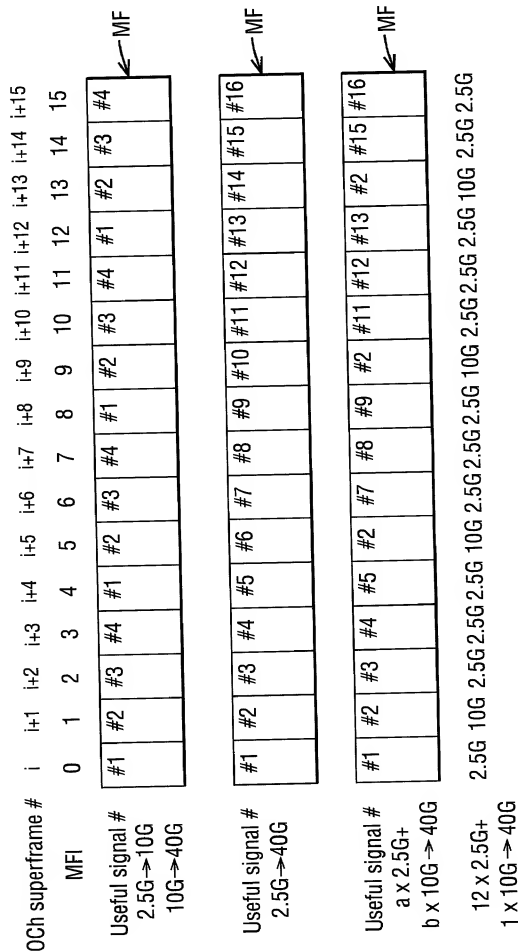 OCh superframe # i i+1 i+2 i+3 i+4 i+5 i+6 i+7 i+8 i+9 i+10 i+11 i+12 i+13 i+14 i+15
MFI 0 1 2 3 4 5 6 7 8 9 10 11 12 13 14 15
Useful signal # #1 #2 #3 #4 #1 #2 #3 #4 #1 #2 #3 #4 #1 #2 #3 #4 MF
2.5G→10G
10G→40G
Useful signal # #1 #2 #3 #4 #5 #6 #7 #8 #9 #10 #11 #12 #13 #14 #15 #16 MF
2.5G→40G
Useful signal # #1 #2 #3 #4 #5 #2 #7 #8 #9 #2 #11 #12 #13 #2 #15 #16 MF
a x 2.5G+
b x 10G→40G
12 x 2.5G+ 2.5G 10G 2.5G 2.5G 2.5G 10G 2.5G 2.5G 2.5G 10G 2.5G 2.5G 2.5G 10G 2.5G 2.5G
1 x 10G→40G